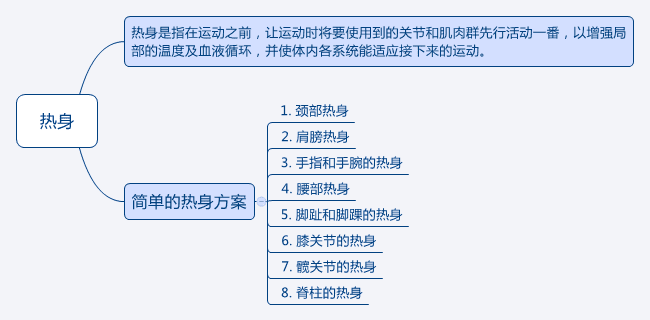 热身是指在运动之前，让运动时将要使用到的关节和肌肉群先行活动一番，以增强局
部的温度及血液循环，并使体内各系统能适应接下来的运动。
热身
简单的热身方案
1. 颈部热身
2. 肩膀热身
3. 手指和手腕的热身
4. 腰部热身
5. 脚趾和脚踝的热身
6. 膝关节的热身
7. 髋关节的热身
8. 脊柱的热身